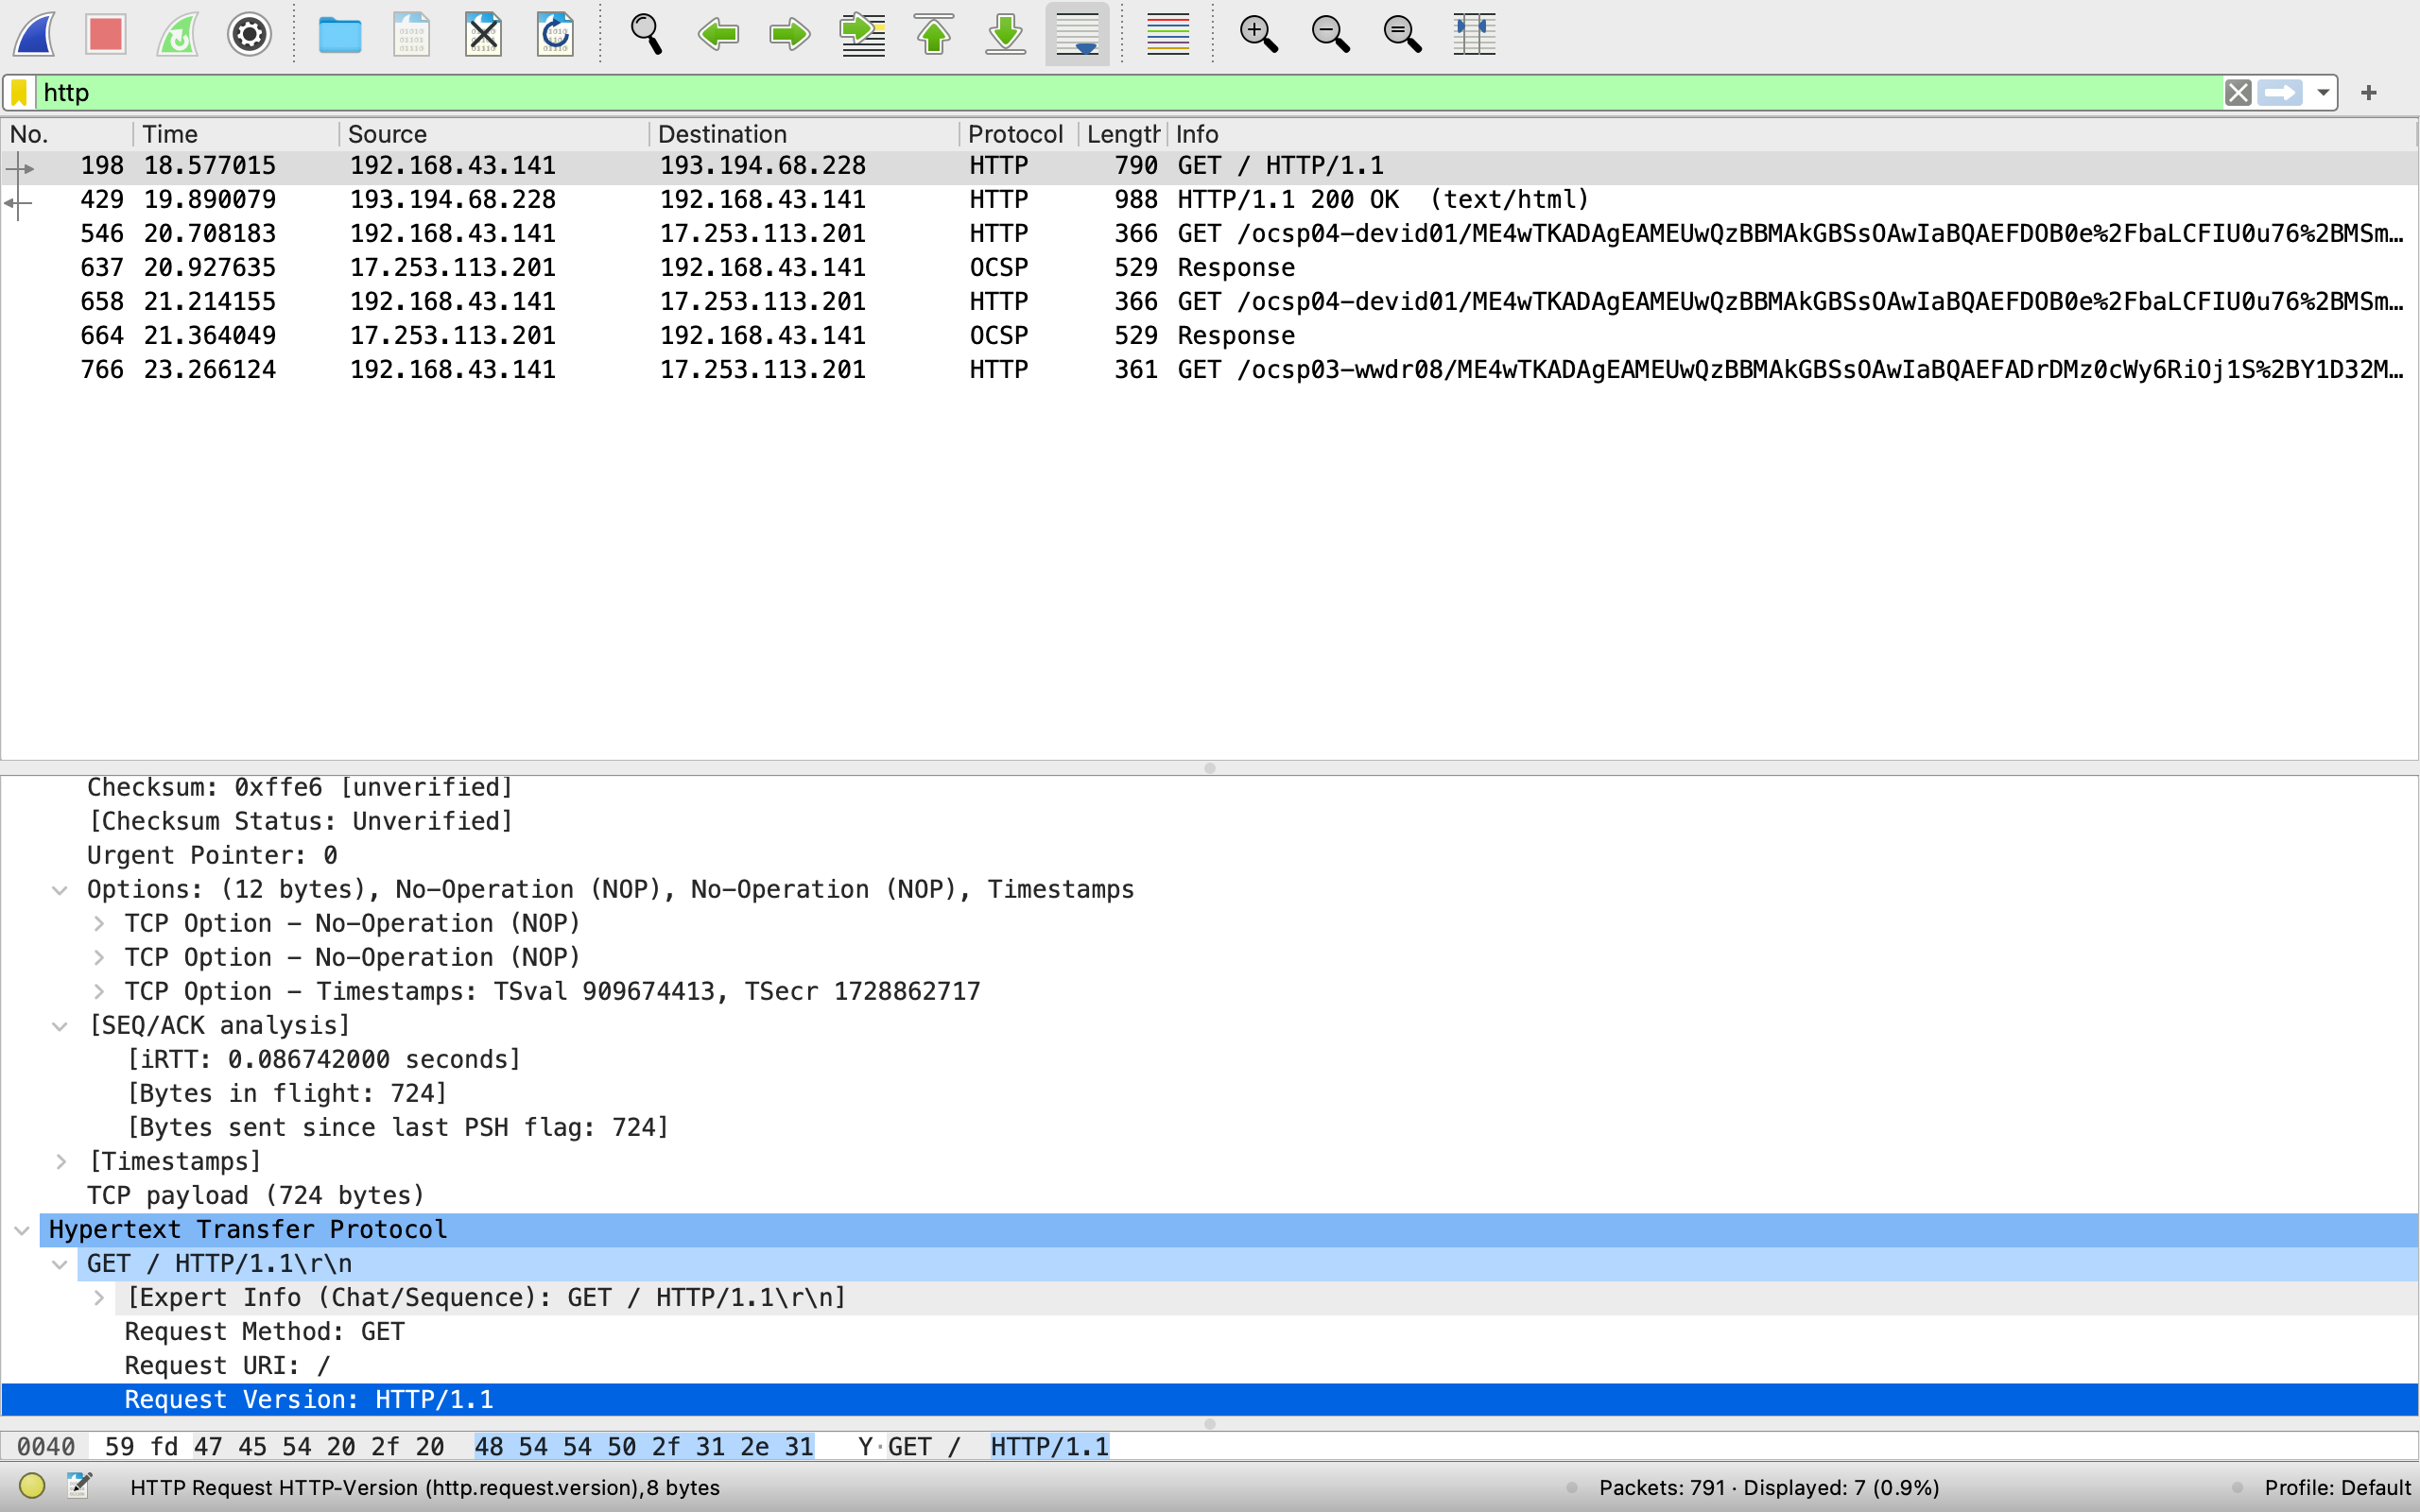 http
No. Time Source Destination Protocol Length Info
198 18.577015 192.168.43.141 193.194.68.228 HTTP 790 GET / HTTP/1.1
429 19.890079 193.194.68.228 192.168.43.141 HTTP 988 HTTP/1.1 200 OK (text/html)
546 20.708183 192.168.43.141 17.253.113.201 HTTP 366 GET /ocsp04-devid01/ME4wTKADAgEAMEUwQzBBMAkGBSsOAwIaBQAEFDOB0e%2FbaLCFIU0u76%2BMSm…
637 20.927635 17.253.113.201 192.168.43.141 OCSP 529 Response
658 21.214155 192.168.43.141 17.253.113.201 HTTP 366 GET /ocsp04-devid01/ME4wTKADAgEAMEUwQzBBMAkGBSsOAwIaBQAEFDOB0e%2FbaLCFIU0u76%2BMSm…
664 21.364049 17.253.113.201 192.168.43.141 OCSP 529 Response
766 23.266124 192.168.43.141 17.253.113.201 HTTP 361 GET /ocsp03-wwdr08/ME4wTKADAgEAMEUwQzBBMAkGBSsOAwIaBQAEFADrDMz0cWy6RiOj1S%2BY1D32M…
Checksum: 0xffe6 [unverified]
[Checksum Status: Unverified]
Urgent Pointer: 0
Options: (12 bytes), No-Operation (NOP), No-Operation (NOP), Timestamps
TCP Option - No-Operation (NOP)
TCP Option - No-Operation (NOP)
TCP Option - Timestamps: TSval 909674413, TSecr 1728862717
[SEQ/ACK analysis]
[iRTT: 0.086742000 seconds]
[Bytes in flight: 724]
[Bytes sent since last PSH flag: 724]
[Timestamps]
TCP payload (724 bytes)
Hypertext Transfer Protocol
GET / HTTP/1.1\r\n
[Expert Info (Chat/Sequence): GET / HTTP/1.1\r\n]
Request Method: GET
Request URI: /
Request Version: HTTP/1.1
0040 59 fd 47 45 54 20 2f 20 48 54 54 50 2f 31 2e 31 Y·GET / HTTP/1.1
HTTP Request HTTP-Version (http.request.version), 8 bytes Packets: 791 · Displayed: 7 (0.9%) Profile: Default